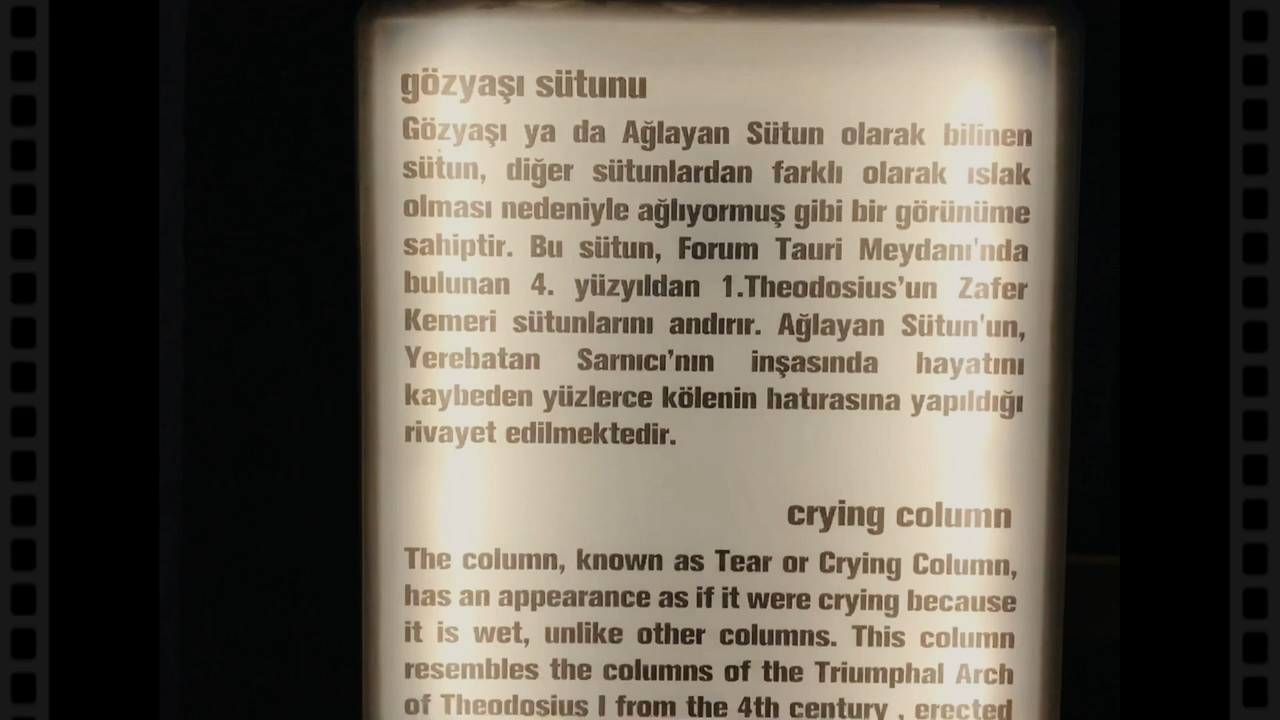 gözyaşı sütunu
Gözyaşı ya da Ağlayan Sütun olarak bilinen
sütun, diğer sütunlardan farklı olarak ıslak
olması nedeniyle ağlıyormuş gibi bir görünüme
sahiptir. Bu sütun, Forum Tauri Meydanı'nda
bulunan 4. yüzyıldan 1.Theodosius’un Zafer
Kemeri sütunlarını andırır. Ağlayan Sütun'un,
Yerebatan Sarnıcı’nın inşasında hayatını
kaybeden yüzlerce kölenin hatırasına yapıldığı
rivayet edilmektedir.
crying column
The column, known as Tear or Crying Column,
has an appearance as if it were crying because
it is wet, unlike other columns. This column
resembles the columns of the Triumphal Arch
of Theodosius I from the 4th century , erected